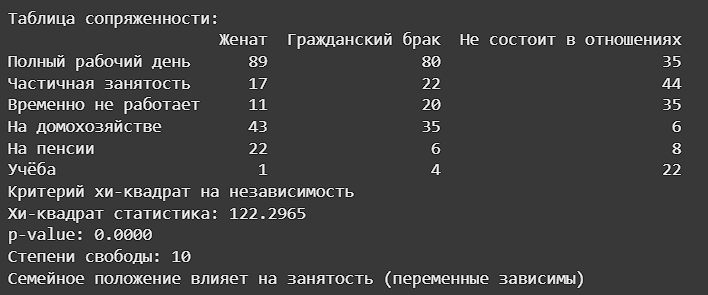 Таблица сопряженности:
Женат Гражданский брак Не состоит в отношениях
Полный рабочий день 89 80 35
Частичная занятость 17 22 44
Временно не работает 11 20 35
На домохозяйстве 43 35 6
На пенсии 22 6 8
Учёба 1 4 22
Критерий хи-квадрат на независимость
Хи-квадрат статистика: 122.2965
p-value: 0.0000
Степени свободы: 10
Семейное положение влияет на занятость (переменные зависимы)